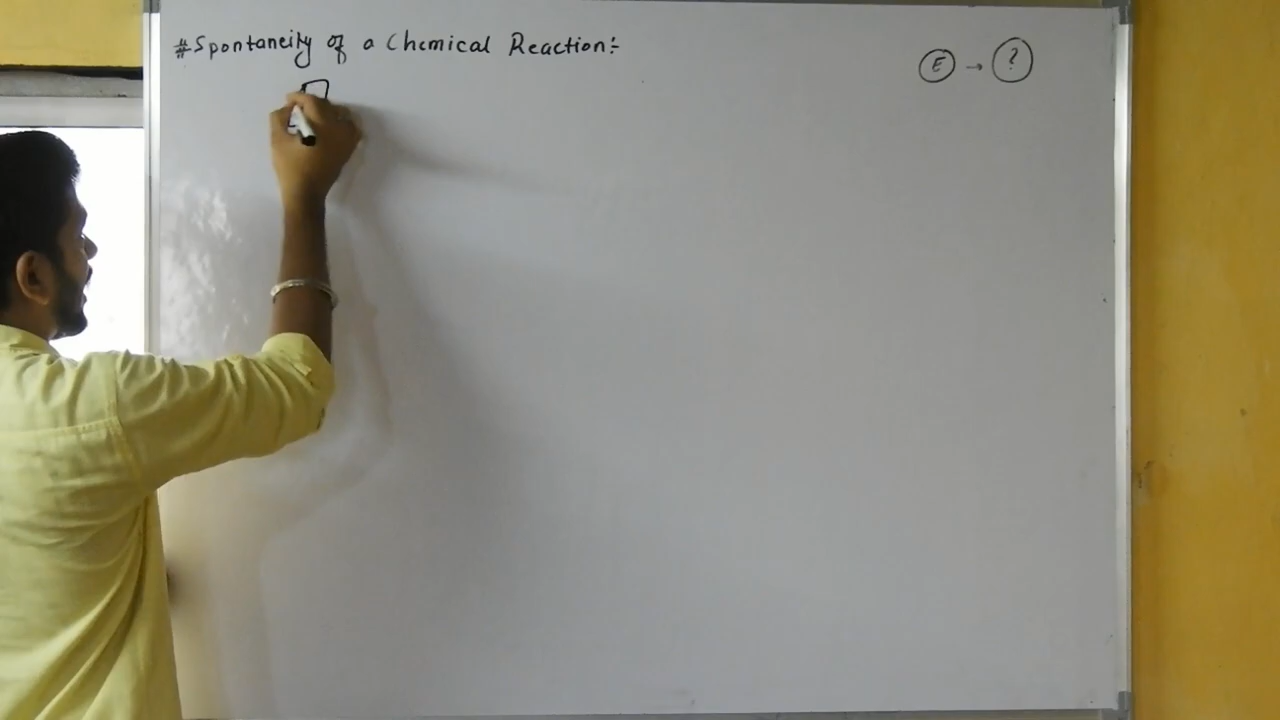 #Spontaneity of a Chemical Reaction:-
E → ?